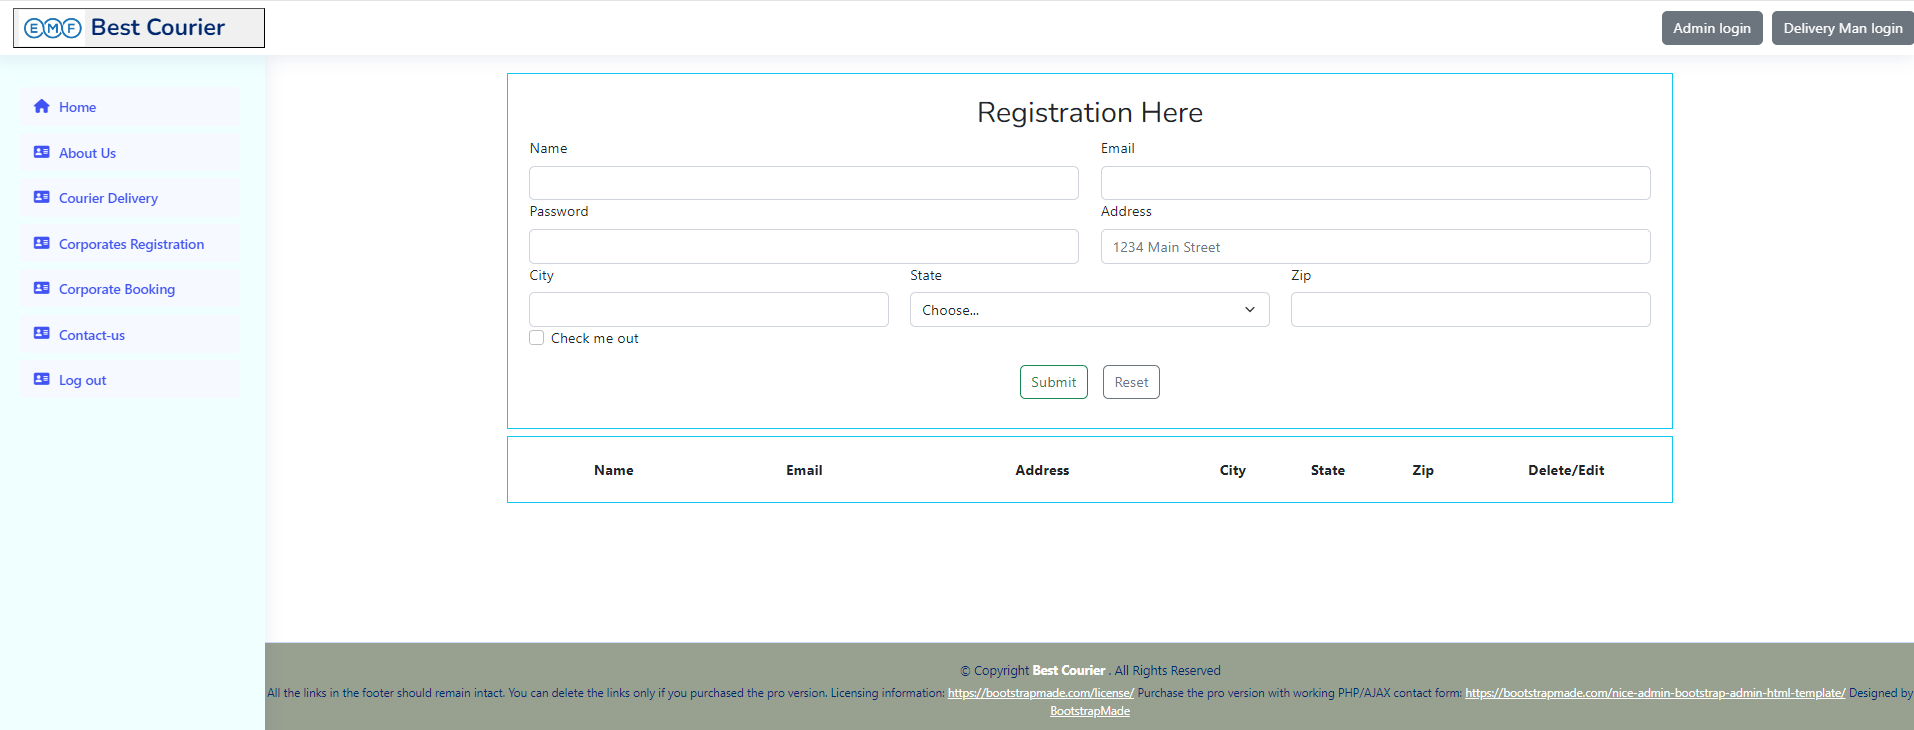 EMF Best Courier
Admin login
Delivery Man login
Home
About Us
Courier Delivery
Corporates Registration
Corporate Booking
Contact-us
Log out
Registration Here
Name Email
Password Address
1234 Main Street
City State Zip
Choose...
Check me out
Submit Reset
Name Email Address City State Zip Delete/Edit
© Copyright Best Courier . All Rights Reserved
All the links in the footer should remain intact. You can delete the links only if you purchased the pro version. Licensing information: https://bootstrapmade.com/license/ Purchase the pro version with working PHP/AJAX contact form: https://bootstrapmade.com/nice-admin-bootstrap-admin-html-template/ Designed by
BootstrapMade